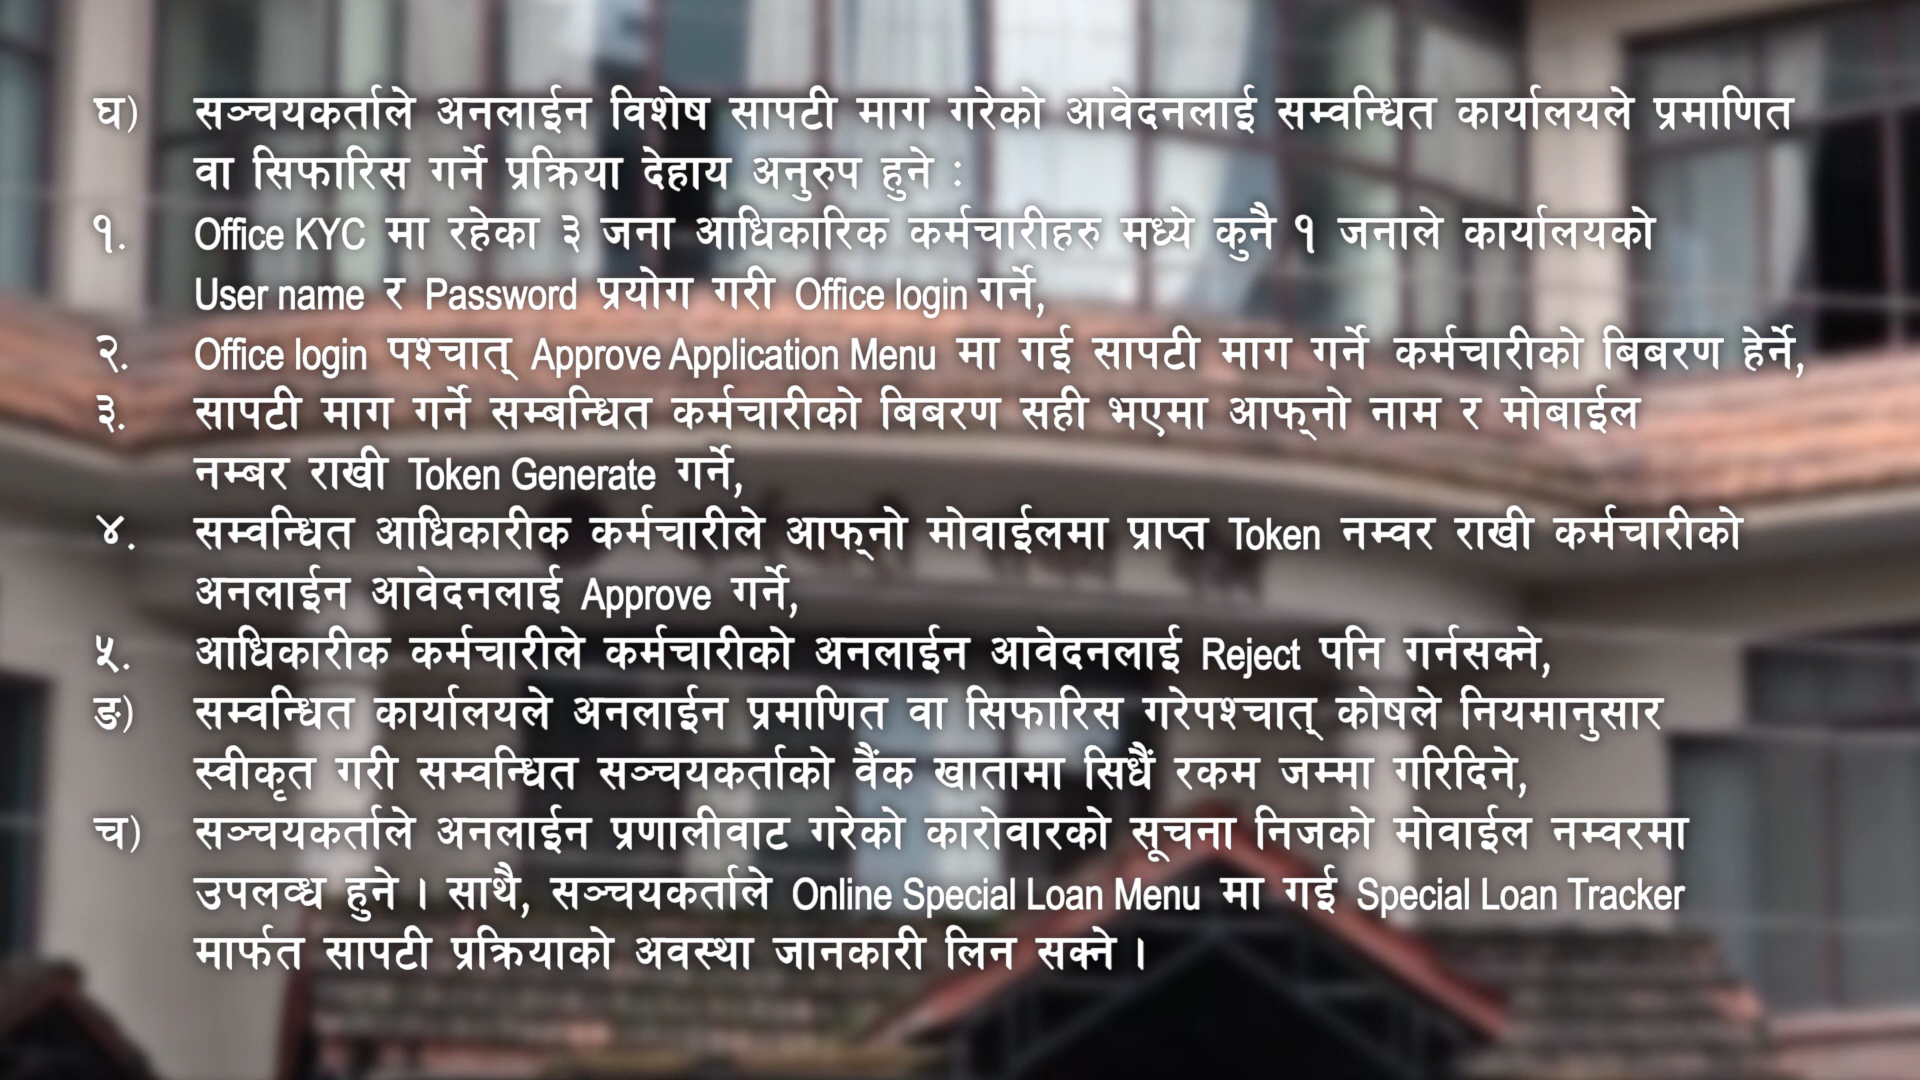 घ) सञ्चयकर्ताले अनलाईन विशेष सापटी माग गरेको आवेदनलाई सम्वन्धित कार्यालयले प्रमाणित
वा सिफारिस गर्ने प्रक्रिया देहाय अनुरुप हुने :
१. Office KYC मा रहेका ३ जना आधिकारिक कर्मचारीहरु मध्ये कुनै १ जनाले कार्यालयको
User name र Password प्रयोग गरी Office login गर्ने,
२. Office login पश्चात् Approve Application Menu मा गई सापटी माग गर्ने कर्मचारीको बिबरण हेर्ने,
३. सापटी माग गर्ने सम्बन्धित कर्मचारीको बिबरण सही भएमा आफ्नो नाम र मोबाईल
नम्बर राखी Token Generate गर्ने,
४. सम्वन्धित आधिकारीक कर्मचारीले आफ्नो मोवाईलमा प्राप्त Token नम्वर राखी कर्मचारीको
अनलाईन आवेदनलाई Approve गर्ने,
५. आधिकारीक कर्मचारीले कर्मचारीको अनलाईन आवेदनलाई Reject पनि गर्नसक्ने,
ङ) सम्वन्धित कार्यालयले अनलाईन प्रमाणित वा सिफारिस गरेपश्चात् कोषले नियमानुसार
स्वीकृत गरी सम्वन्धित सञ्चयकर्ताको वैंक खातामा सिधैं रकम जम्मा गरिदिने,
च) सञ्चयकर्ताले अनलाईन प्रणालीवाट गरेको कारोवारको सूचना निजको मोवाईल नम्वरमा
उपलव्ध हुने । साथै, सञ्चयकर्ताले Online Special Loan Menu मा गई Special Loan Tracker
मार्फत सापटी प्रक्रियाको अवस्था जानकारी लिन सक्ने ।